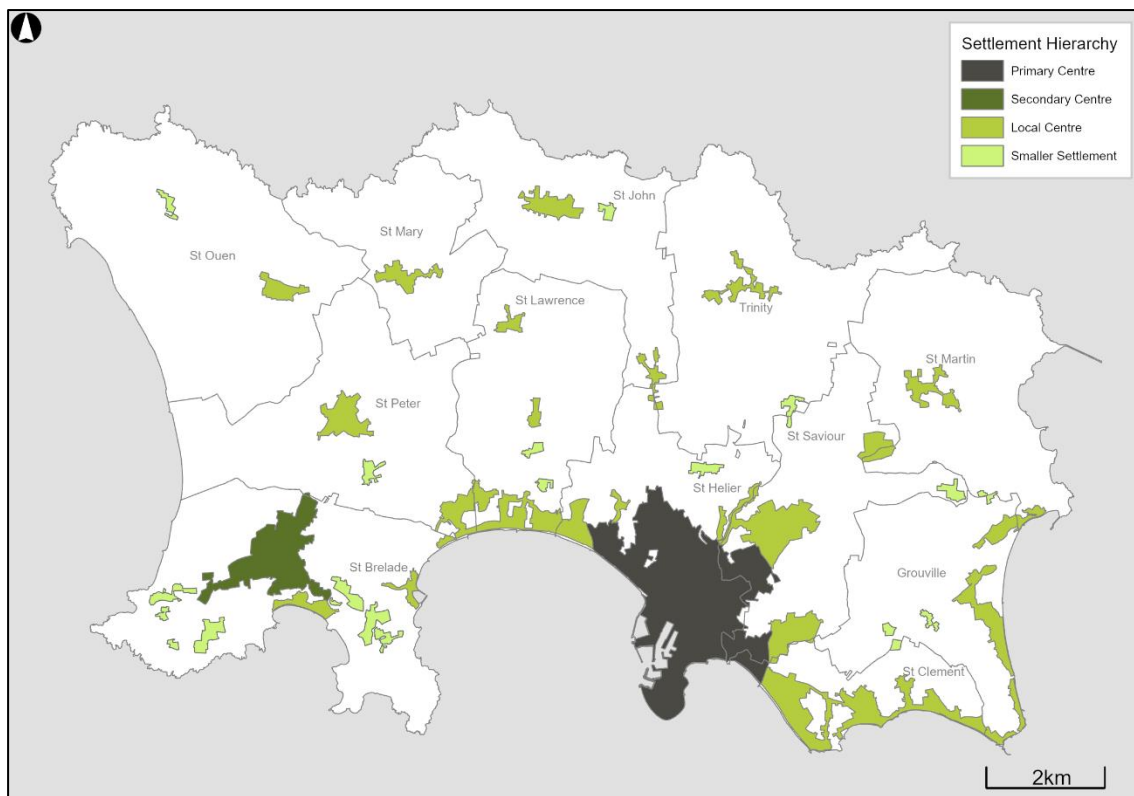 Settlement Hierarchy
Primary Centre
Secondary Centre
Local Centre
Smaller Settlement
St John
St Mary
St Ouen
St Lawrence
Trinity
St Martin
St Peter
St Saviour
St Helier
St Brelade
Grouville
St Clement
2km